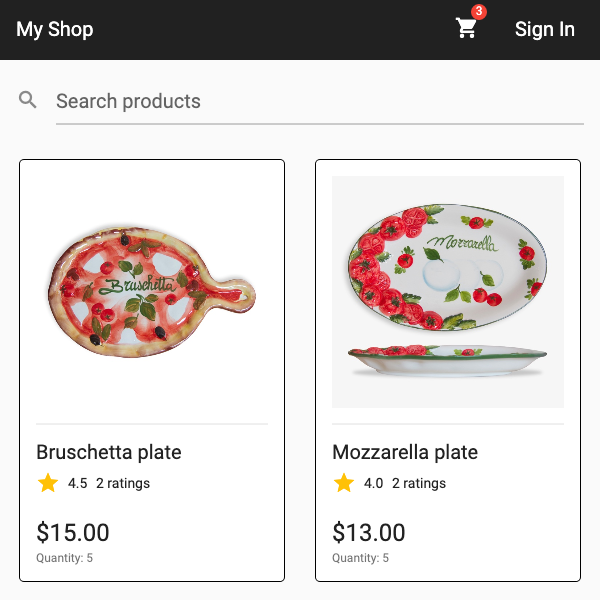 My Shop
3
Sign In
Search products
Bruschetta
Mozzarella
Bruschetta plate
4.5 2 ratings
$15.00
Quantity: 5
Mozzarella plate
4.0 2 ratings
$13.00
Quantity: 5